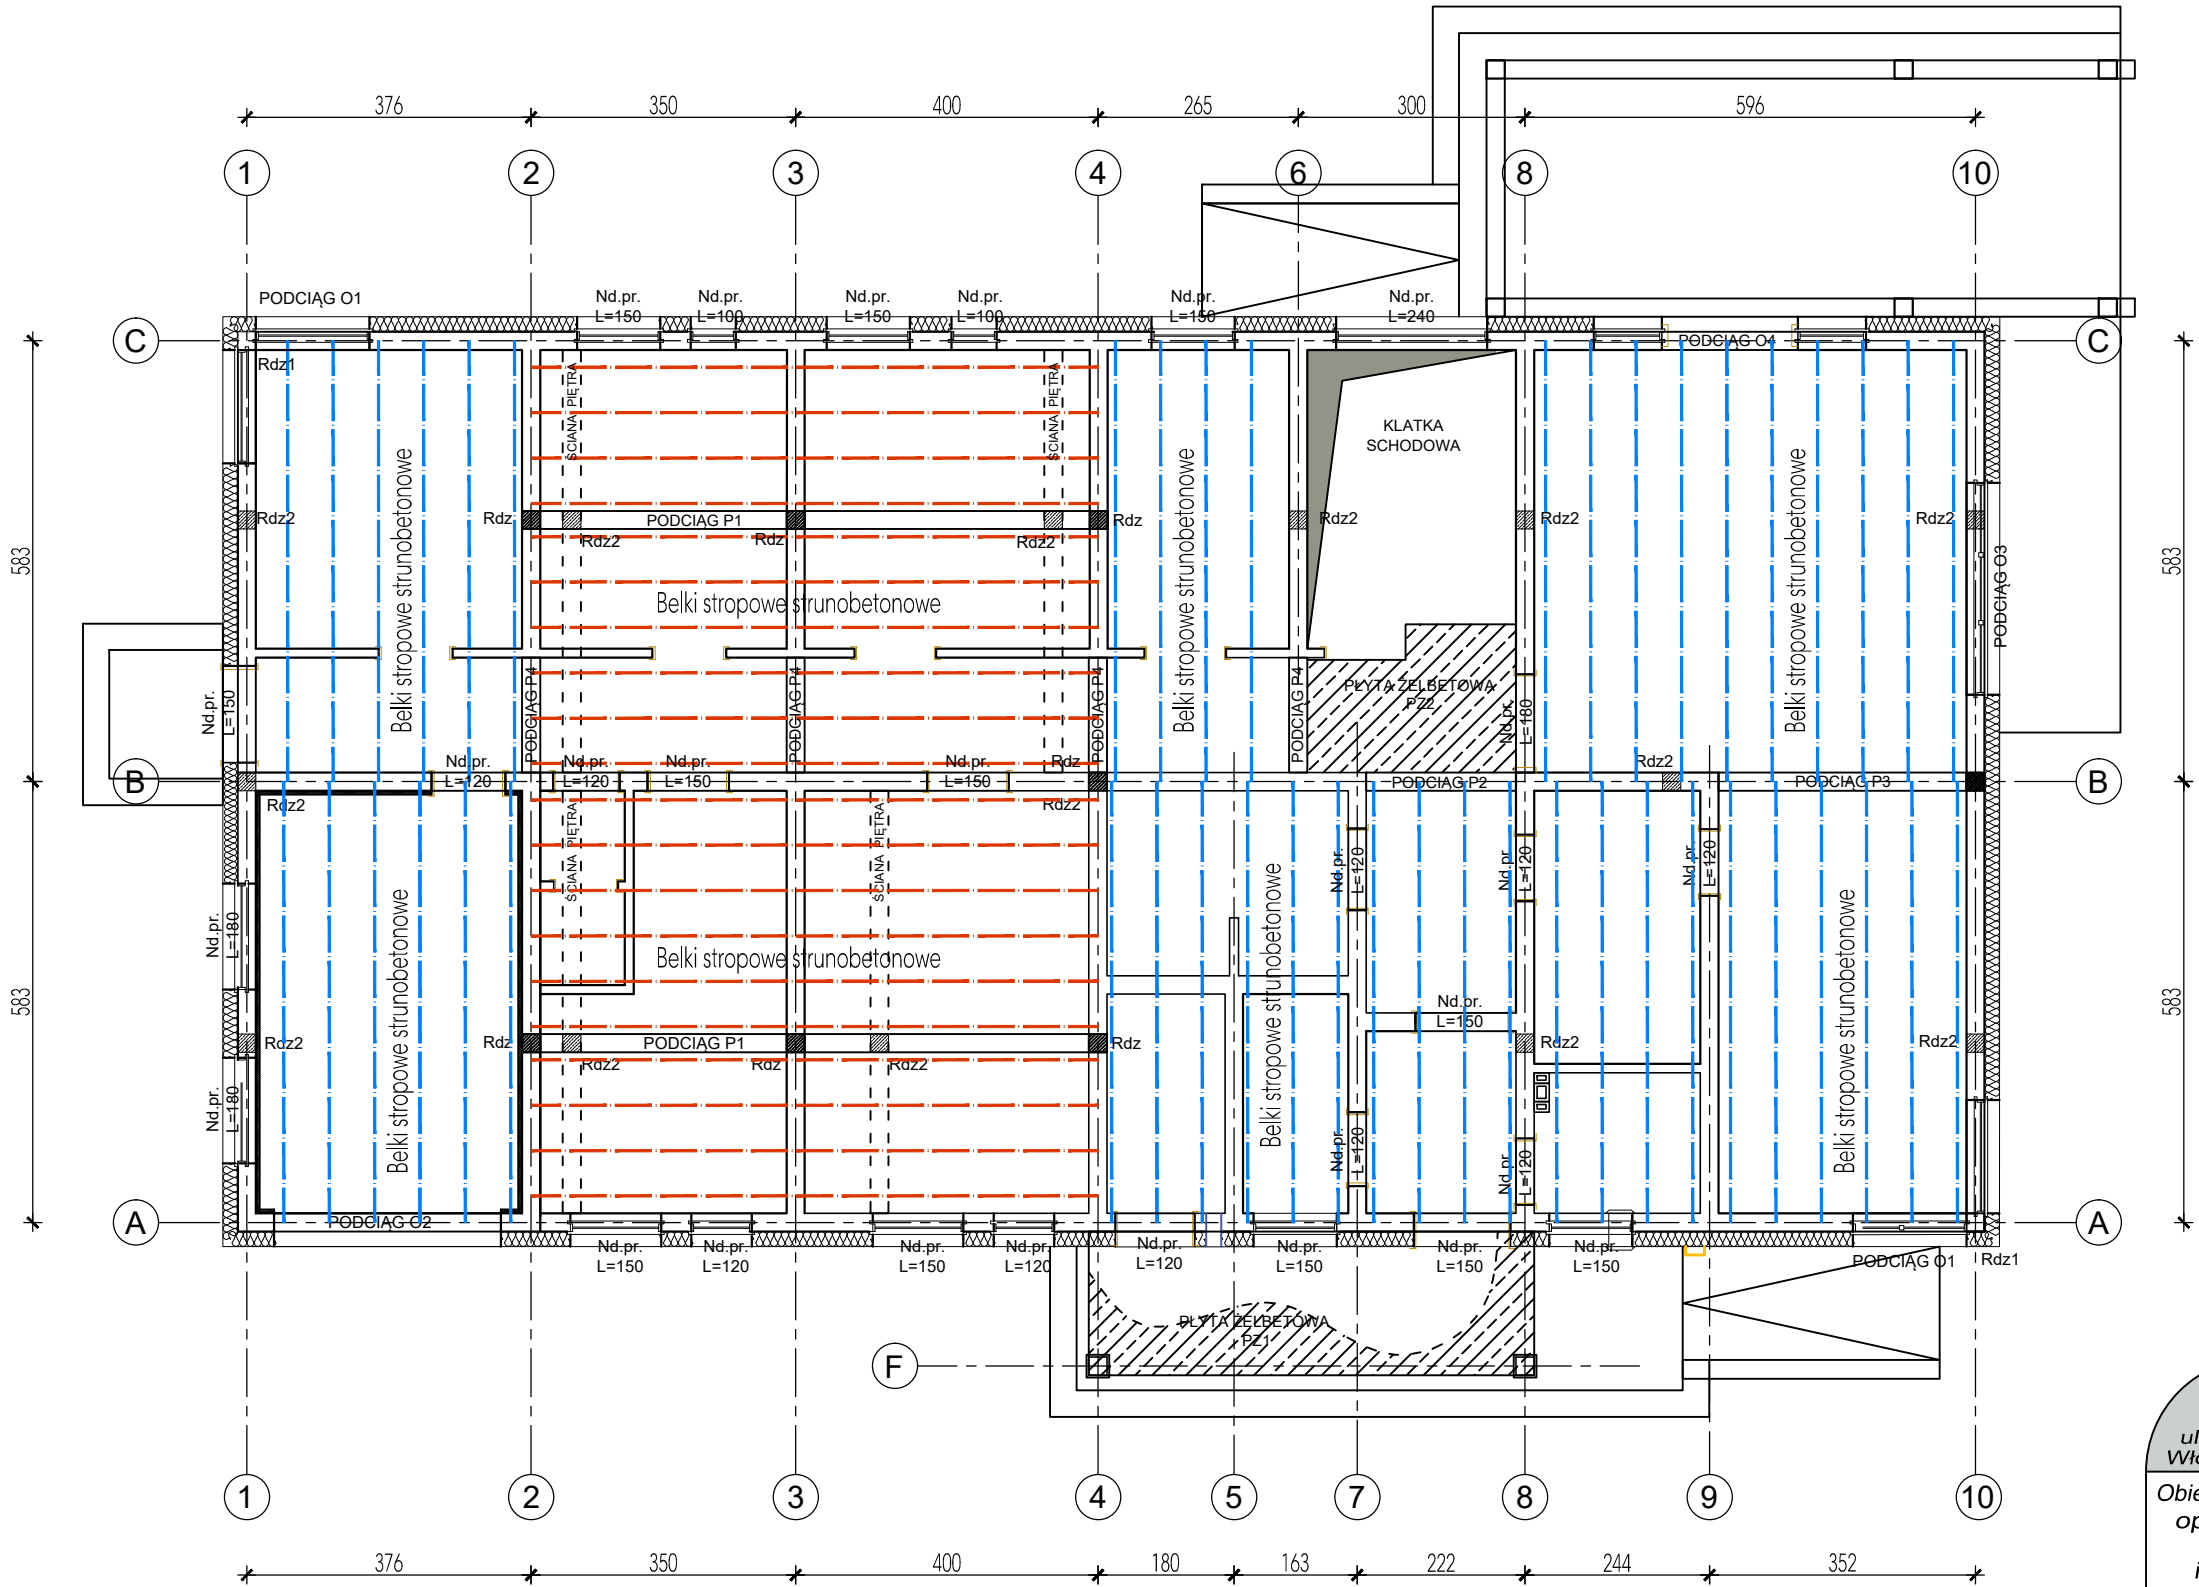 376 350 400 265 300 596
1 2 3 4 6 8 10
PODCIĄG O1
Nd.pr.
L=150
Nd.pr.
L=100
Nd.pr.
L=150
Nd.pr.
L=100
Nd.pr.
L=150
Nd.pr.
L=240
C
C
PODCIĄG O4
Rdz1
ŚCIANA PIĘTRA
ŚCIANA PIĘTRA
KLATKA
SCHODOWA
Belki stropowe strunobetonowe
Belki stropowe strunobetonowe
Belki stropowe strunobetonowe
Rdz2
Rdz
PODCIĄG P1
Rdz
Rdz2
Rdz2
Rdz2
Rdz2
Rdz
Rdz2
583
583
PODCIĄG O3
Belki stropowe strunobetonowe
Nd.pr.
L=150
PODCIĄG P4
PODCIĄG P4
PODCIĄG P4
PODCIĄG P4
PŁYTA ŻELBETOWA
PZ2
Nd.pr.
L=180
Nd.pr.
L=120
Nd.pr.
L=120
Nd.pr.
L=150
Nd.pr.
L=150
Rdz
Rdz2
B
PODCIĄG P2
PODCIĄG P3
B
Rdz2
Rdz2
ŚCIANA PIĘTRA
ŚCIANA PIĘTRA
Nd.pr.
L=120
Nd.pr.
L=120
Nd.pr.
L=120
Nd.pr.
L=180
Belki stropowe strunobetonowe
Belki stropowe strunobetonowe
Belki stropowe strunobetonowe
Belki stropowe strunobetonowe
583
583
Nd.pr.
L=150
Rdz2
Rdz
PODCIĄG P1
Rdz
Rdz2
Rdz2
Rdz2
Rdz
Rdz2
Nd.pr.
L=180
Nd.pr.
L=120
Nd.pr.
L=120
A
PODCIĄG O2
A
Nd.pr.
L=150
Nd.pr.
L=120
Nd.pr.
L=150
Nd.pr.
L=120
Nd.pr.
L=120
Nd.pr.
L=150
Nd.pr.
L=150
Nd.pr.
L=150
PODCIĄG O1
Rdz1
PŁYTA ŻELBETOWA
PZ1
F
ul
Wł
Obie
op
i
1 2 3 4 5 7 8 9 10
376 350 400 180 163 222 244 352